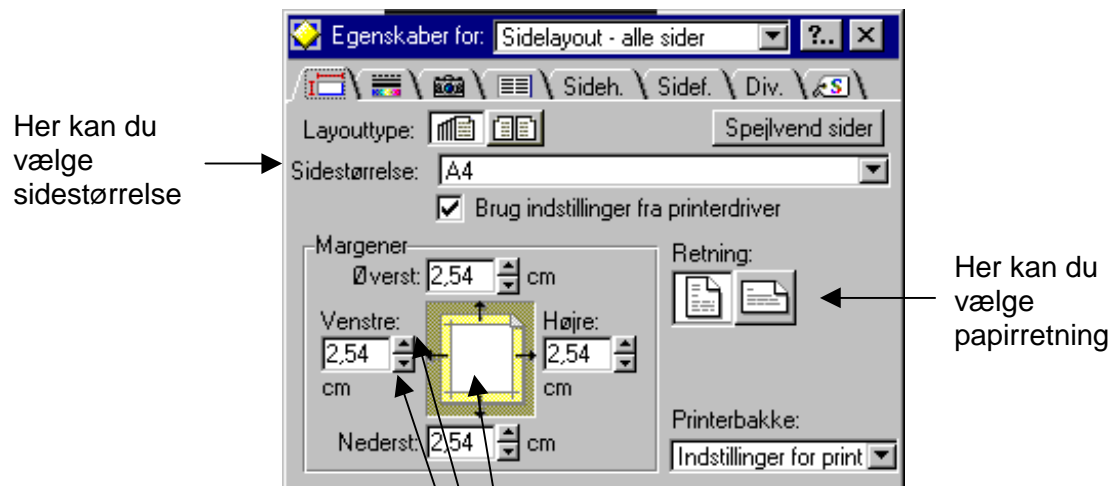 Egenskaber for: Sidelayout - alle sider ?..
Sideh. Sidef. Div. S
Layouttype: Spejlvend sider
Her kan du
vælge
sidestørrelse
Sidestørrelse: A4
Brug indstillinger fra printerdriver
Margener
Øverst: 2,54 cm
Venstre: Højre:
2,54 2,54
cm cm
Nederst: 2,54 cm
Retning:
Her kan du
vælge
papirretning
Printerbakke:
Indstillinger for print